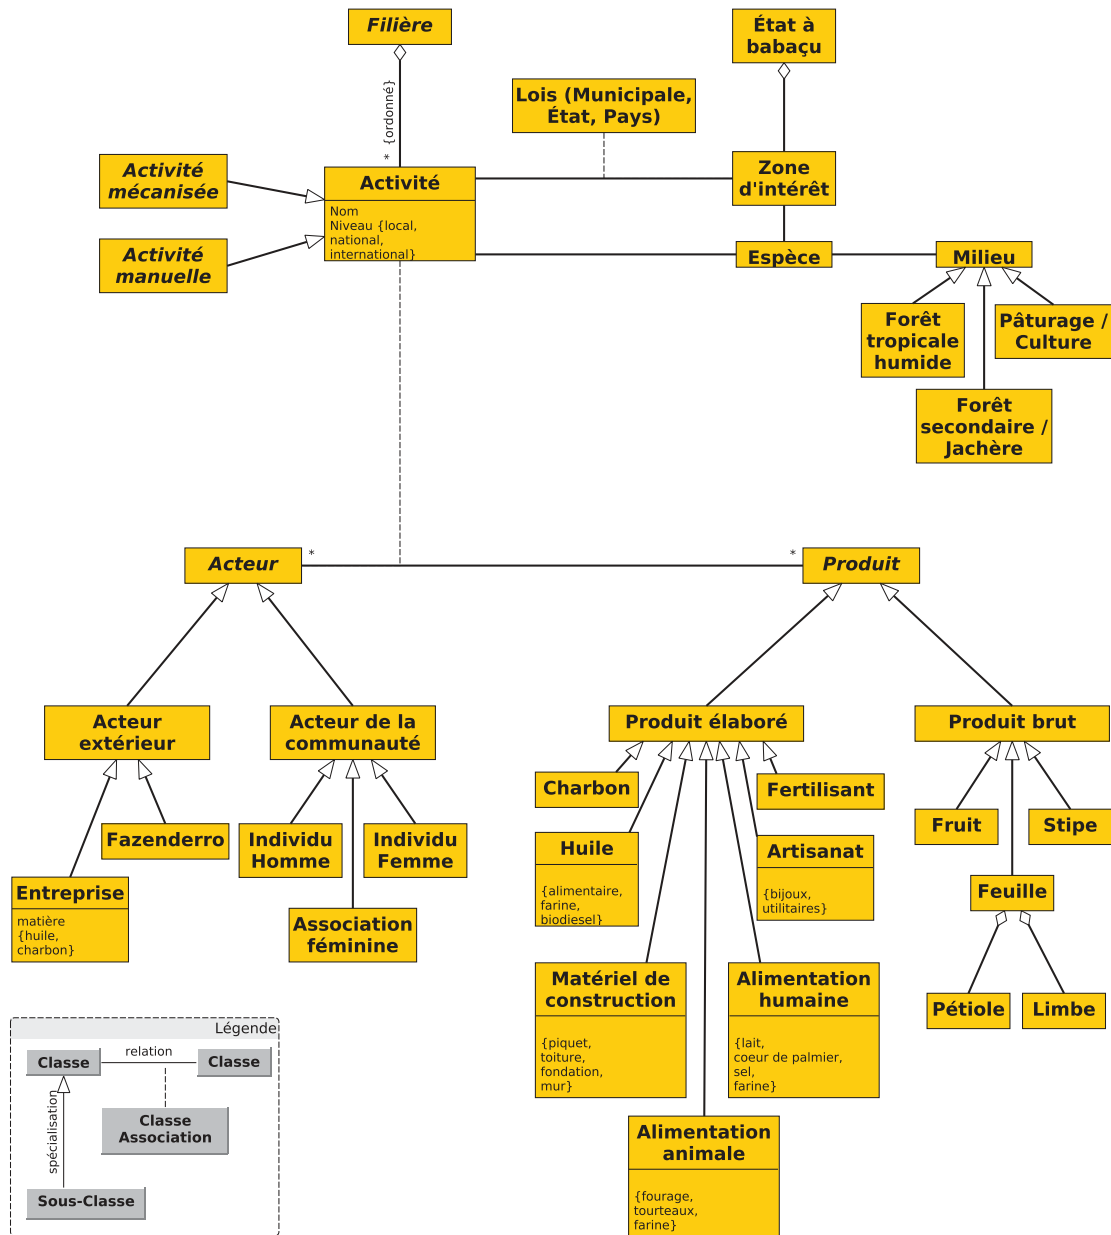 Filière
État à
babaçu
* {ordonné}
Lois (Municipale,
État, Pays)
Activité
mécanisée
Activité
Nom
Niveau {local,
national,
international}
Zone
d'intérêt
Activité
manuelle
Espèce
Milieu
Forêt
tropicale
humide
Pâturage /
Culture
Forêt
secondaire /
Jachère
Acteur
*
*
Produit
Acteur
extérieur
Acteur de la
communauté
Produit élaboré
Produit brut
Charbon
Fertilisant
Fazenderro
Individu
Homme
Individu
Femme
Huile
{alimentaire,
farine,
biodiesel}
Artisanat
{bijoux,
utilitaires}
Fruit
Stipe
Entreprise
matière
{huile,
charbon}
Association
féminine
Feuille
Matériel de
construction
{piquet,
toiture,
fondation,
mur}
Alimentation
humaine
{lait,
coeur de palmier,
sel,
farine}
Pétiole
Limbe
Alimentation
animale
{fourage,
tourteaux,
farine}
Légende
Classe
relation
Classe
Classe
Association
spécialisation
Sous-Classe